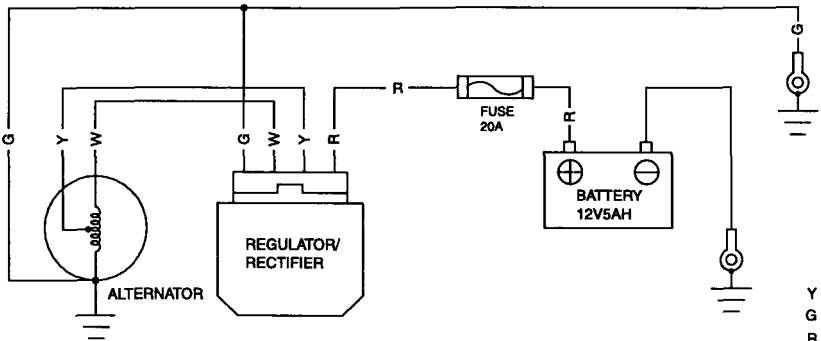 G
R
FUSE
20A
R
G
Y
W
G
W
Y
R
BATTERY
12V5AH
REGULATOR/
RECTIFIER
ALTERNATOR
Y
G
R